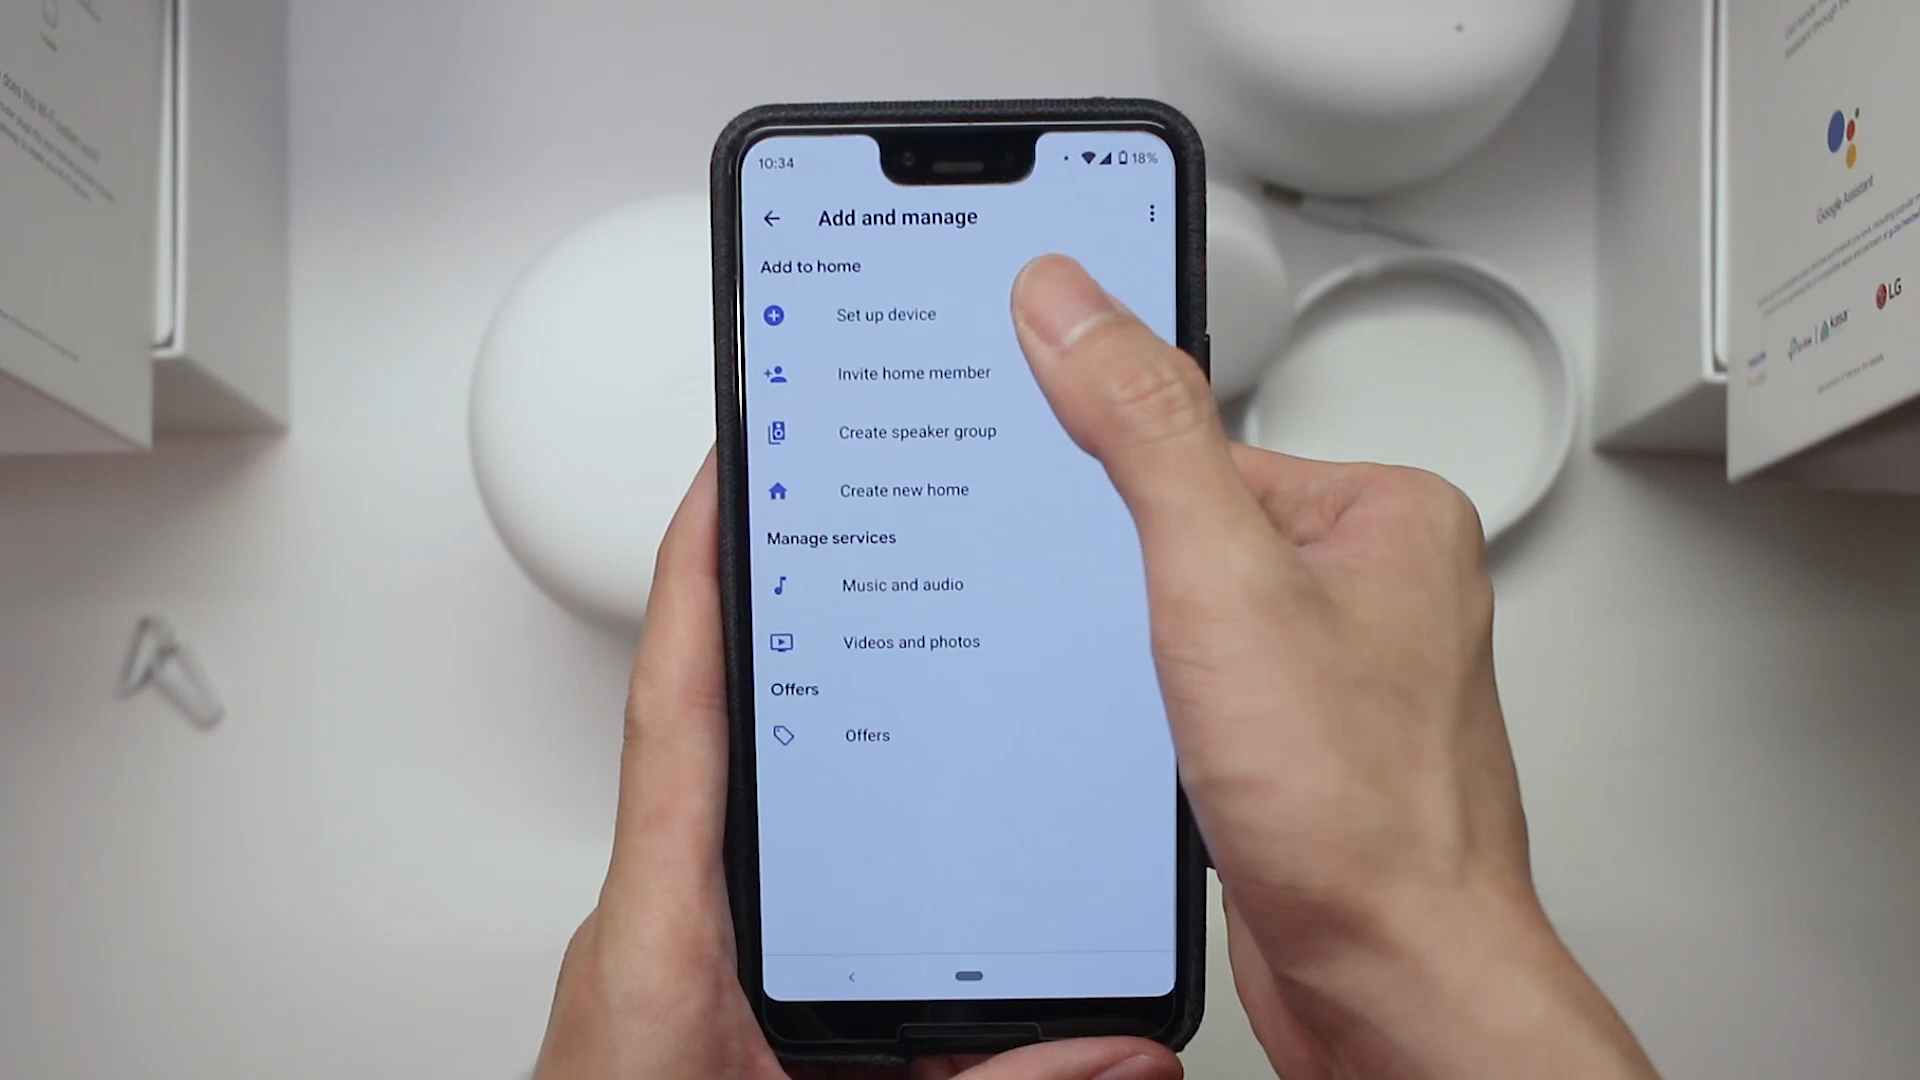 10:34
18%
Add and manage
Add to home
Set up device
Invite home member
Create speaker group
Create new home
Manage services
Music and audio
Videos and photos
Offers
Offers
Google Assistant
LG
kasa